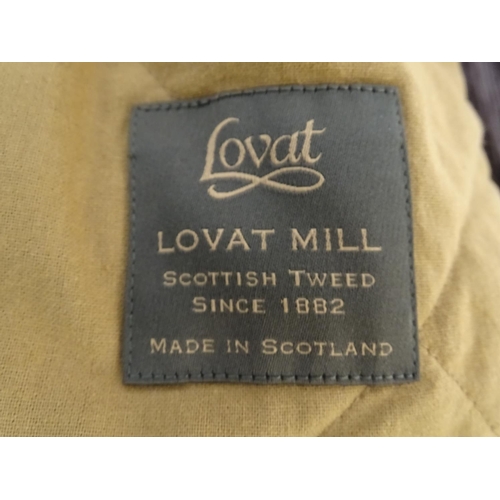 Lovat
LOVAT MILL
SCOTTISH TWEED
SINCE 1882
MADE IN SCOTLAND